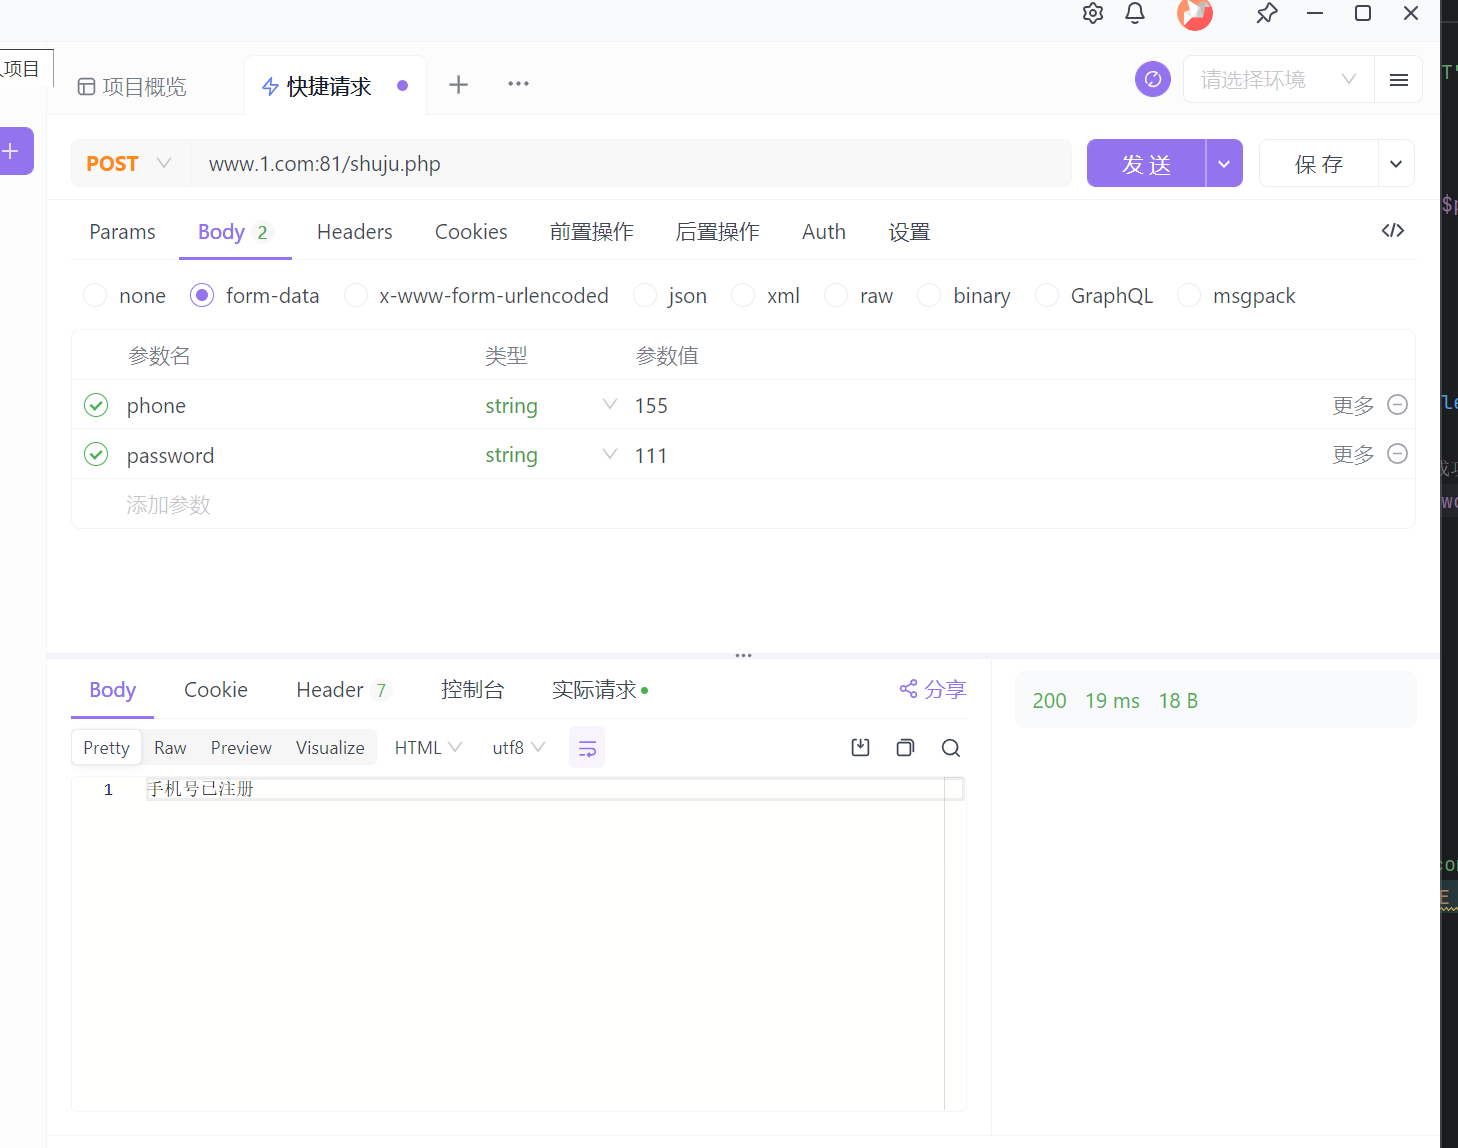 项目
项目概览
快捷请求
请选择环境
POST
www.1.com:81/shuju.php
发 送
保 存
Params
Body 2
Headers
Cookies
前置操作
后置操作
Auth
设置
none
form-data
x-www-form-urlencoded
json
xml
raw
binary
GraphQL
msgpack
参数名 类型 参数值
phone string 155 更多
password string 111 更多
添加参数
Body
Cookie
Header 7
控制台
实际请求
分享
200 19 ms 18 B
Pretty
Raw
Preview
Visualize
HTML
utf8
1 手机号已注册